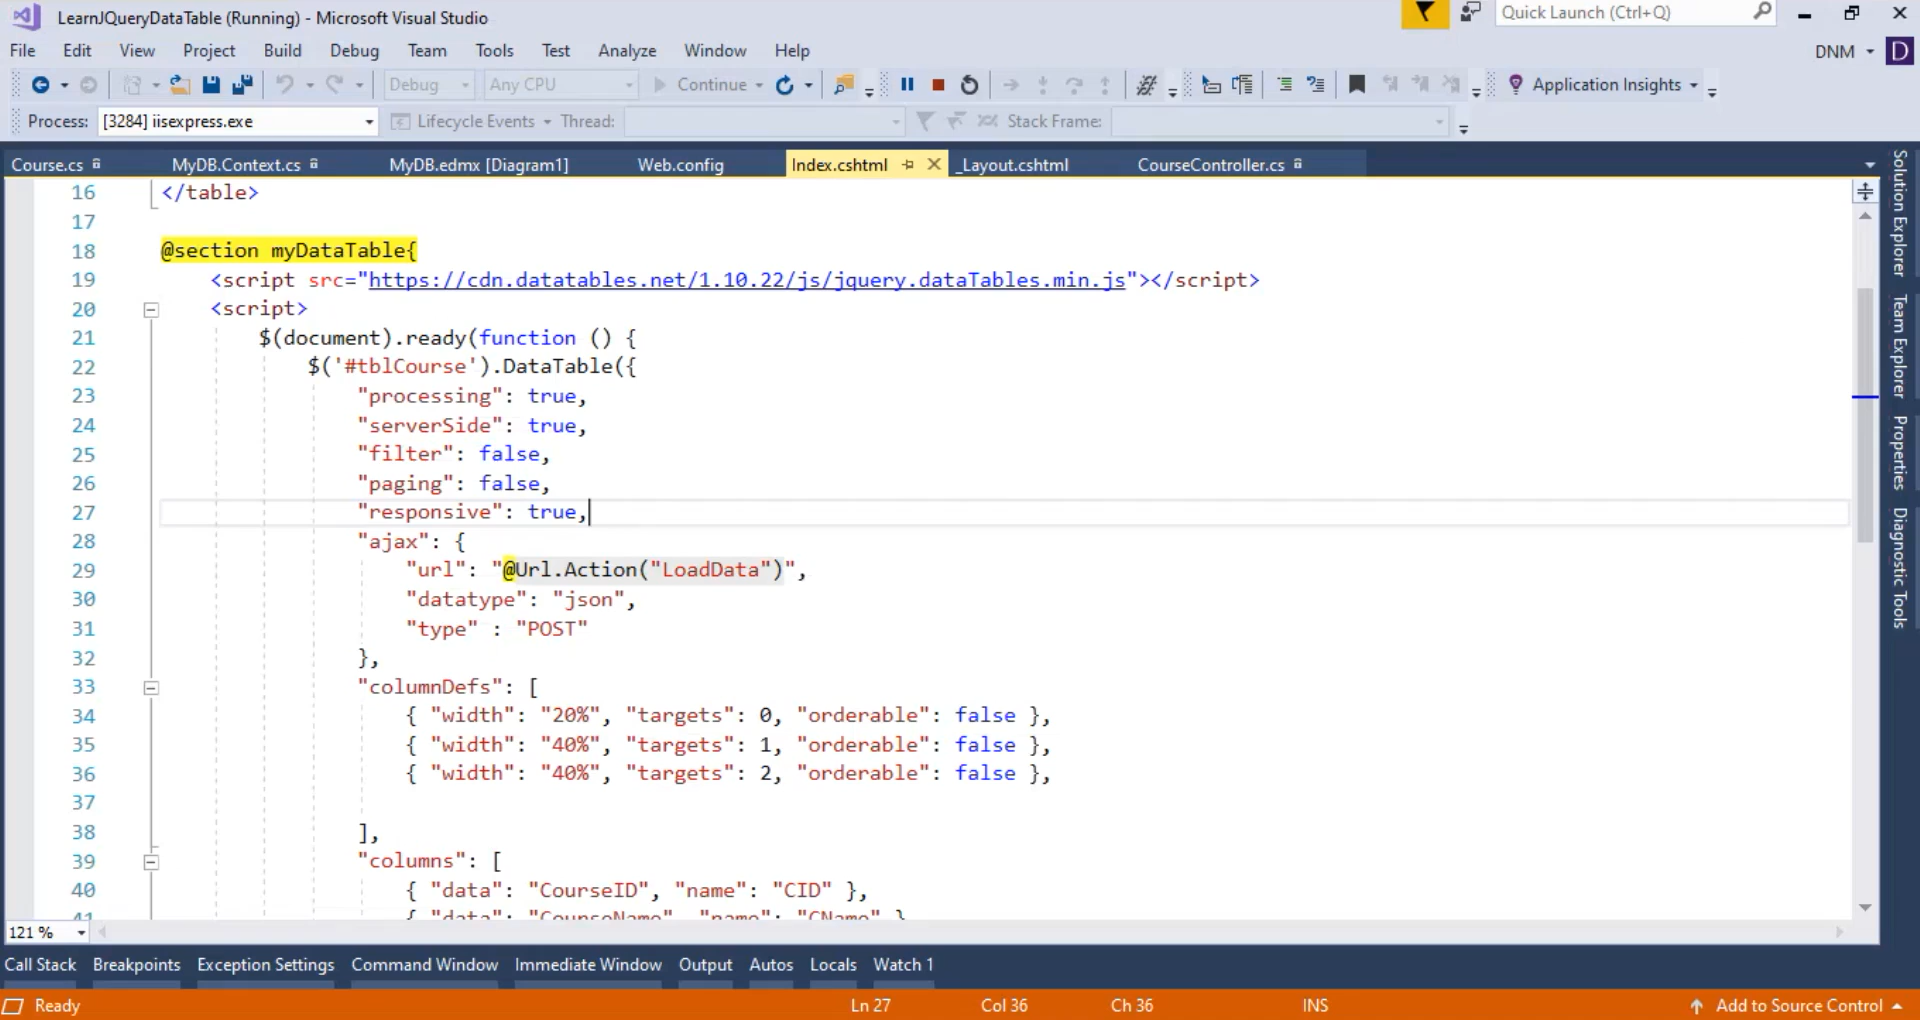 LearnJQueryDataTable (Running) - Microsoft Visual Studio
Quick Launch (Ctrl+Q)
File Edit View Project Build Debug Team Tools Test Analyze Window Help
DNM D
Debug Any CPU Continue Application Insights
Process: [3284] iisexpress.exe Lifecycle Events Thread: Stack Frame:
Course.cs MyDB.Context.cs MyDB.edmx [Diagram1] Web.config Index.cshtml _Layout.cshtml CourseController.cs
16 </table>
17
18 @section myDataTable{
19 <script src="https://cdn.datatables.net/1.10.22/js/jquery.dataTables.min.js"></script>
20 <script>
21 $(document).ready(function () {
22 $('#tblCourse').DataTable({
23 "processing": true,
24 "serverSide": true,
25 "filter": false,
26 "paging": false,
27 "responsive": true,
28 "ajax": {
29 "url": "@Url.Action("LoadData")",
30 "datatype": "json",
31 "type" : "POST"
32 },
33 "columnDefs": [
34 { "width": "20%", "targets": 0, "orderable": false },
35 { "width": "40%", "targets": 1, "orderable": false },
36 { "width": "40%", "targets": 2, "orderable": false },
37
38 ],
39 "columns": [
40 { "data": "CourseID", "name": "CID" },
41 { "data": "CourseName", "name": "CName" }
Solution Explorer
Team Explorer
Properties
Diagnostic Tools
121 %
Call Stack Breakpoints Exception Settings Command Window Immediate Window Output Autos Locals Watch 1
Ready Ln 27 Col 36 Ch 36 INS Add to Source Control